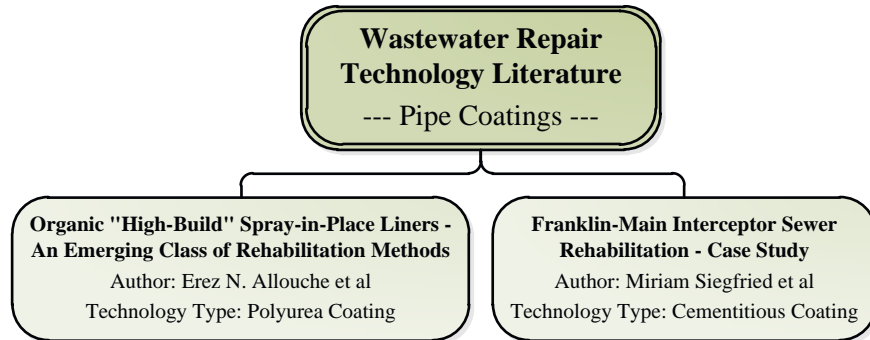 Wastewater Repair
Technology Literature
--- Pipe Coatings ---
Organic "High-Build" Spray-in-Place Liners -
An Emerging Class of Rehabilitation Methods
Author: Erez N. Allouche et al
Technology Type: Polyurea Coating
Franklin-Main Interceptor Sewer
Rehabilitation - Case Study
Author: Miriam Siegfried et al
Technology Type: Cementitious Coating